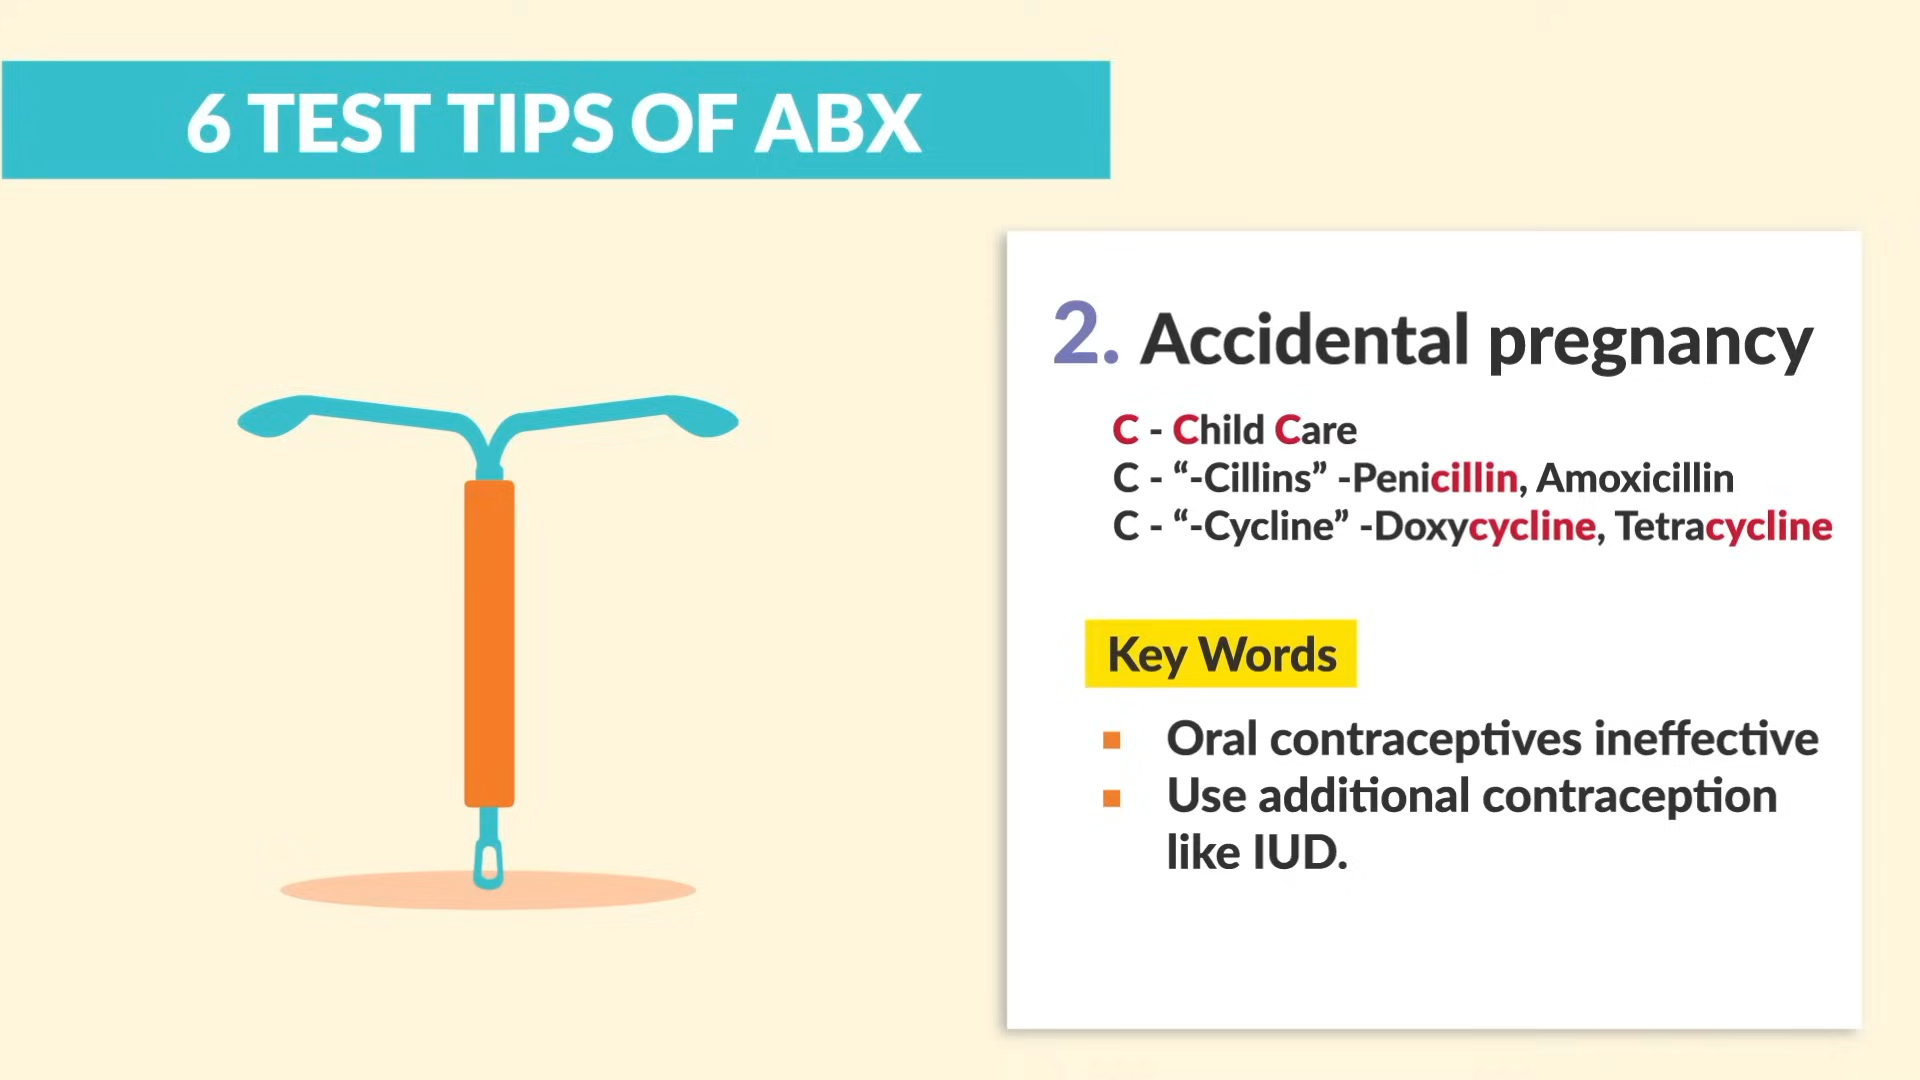 6 TEST TIPS OF ABX
2. Accidental pregnancy
C - Child Care
C - “-Cillins” -Penicillin, Amoxicillin
C - “-Cycline” -Doxycycline, Tetracycline
Key Words
▪ Oral contraceptives ineffective
▪ Use additional contraception
like IUD.